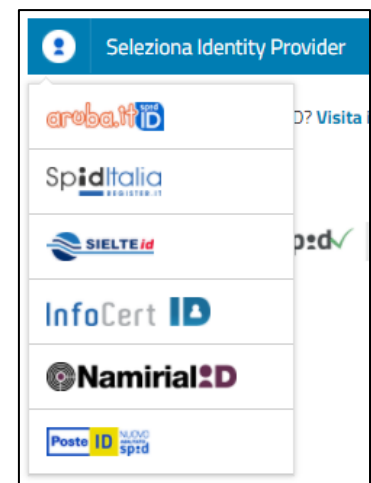 Seleziona Identity Provider
aruba.it spid ID
D? Visita i
SpidItalia
REGISTER.IT
SIELTE id
spid
InfoCert ID
Namirial ID
Poste ID NUOVO
spid